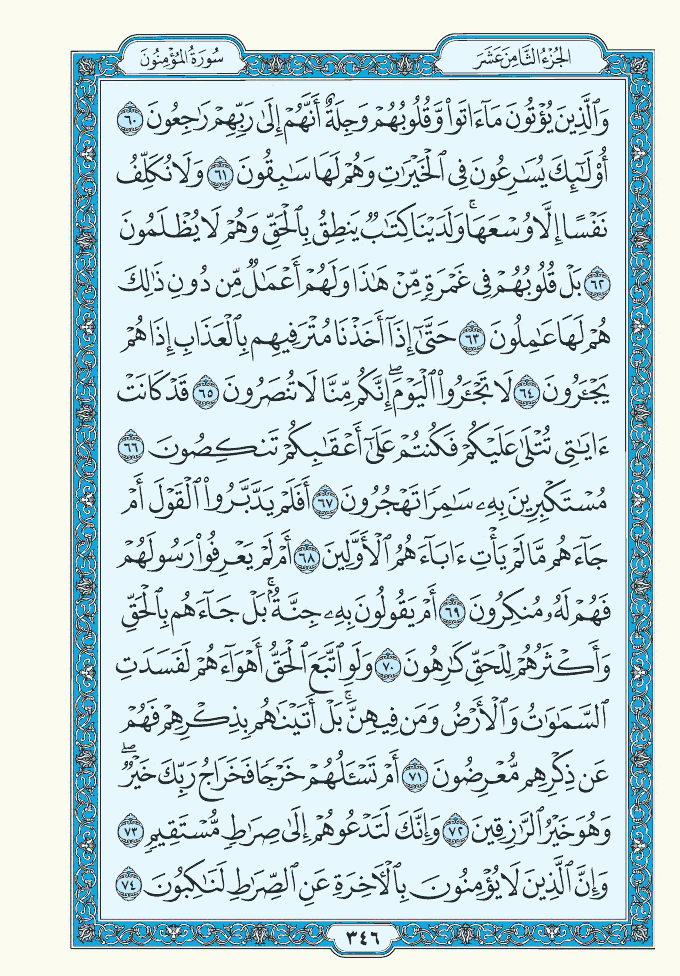 الجُزْءُ الثَّامِنَ عَشَرَ
سُورَةُ المُؤْمِنُونَ
وَٱلَّذِينَ يُؤْتُونَ مَآ ءَاتَوا۟ وَّقُلُوبُهُمْ وَجِلَةٌ أَنَّهُمْ إِلَىٰ رَبِّهِمْ رَٰجِعُونَ ٦٠
أُو۟لَٰٓئِكَ يُسَٰرِعُونَ فِى ٱلْخَيْرَٰتِ وَهُمْ لَهَا سَٰبِقُونَ ٦١ وَلَا نُكَلِّفُ
نَفْسًا إِلَّا وُسْعَهَا ۚ وَلَدَيْنَا كِتَٰبٌ يَنطِقُ بِٱلْحَقِّ وَهُمْ لَا يُظْلَمُونَ
٦٢ بَلْ قُلُوبُهُمْ فِى غَمْرَةٍ مِّنْ هَٰذَا وَلَهُمْ أَعْمَٰلٌ مِّن دُونِ ذَٰلِكَ
هُمْ لَهَا عَٰمِلُونَ ٦٣ حَتَّىٰٓ إِذَآ أَخَذْنَا مُتْرَفِيهِم بِٱلْعَذَابِ إِذَا هُمْ
يَجْـَٔرُونَ ٦٤ لَا تَجْـَٔرُوا۟ ٱلْيَوْمَ ۖ إِنَّكُم مِّنَّا لَا تُنصَرُونَ ٦٥ قَدْ كَانَتْ
ءَايَٰتِى تُتْلَىٰ عَلَيْكُمْ فَكُنتُمْ عَلَىٰٓ أَعْقَٰبِكُمْ تَنكِصُونَ ٦٦
مُسْتَكْبِرِينَ بِهِۦ سَٰمِرًا تَهْجُرُونَ ٦٧ أَفَلَمْ يَدَّبَّرُوا۟ ٱلْقَوْلَ أَمْ
جَآءَهُم مَّا لَمْ يَأْتِ ءَابَآءَهُمُ ٱلْأَوَّلِينَ ٦٨ أَمْ لَمْ يَعْرِفُوا۟ رَسُولَهُمْ
فَهُمْ لَهُۥ مُنكِرُونَ ٦٩ أَمْ يَقُولُونَ بِهِۦ جِنَّةٌۢ ۚ بَلْ جَآءَهُم بِٱلْحَقِّ
وَأَكْثَرُهُمْ لِلْحَقِّ كَٰرِهُونَ ٧٠ وَلَوِ ٱتَّبَعَ ٱلْحَقُّ أَهْوَآءَهُمْ لَفَسَدَتِ
ٱلسَّمَٰوَٰتُ وَٱلْأَرْضُ وَمَن فِيهِنَّ ۚ بَلْ أَتَيْنَٰهُم بِذِكْرِهِمْ فَهُمْ
عَن ذِكْرِهِم مُّعْرِضُونَ ٧١ أَمْ تَسْـَٔلُهُمْ خَرْجًا فَخَرَاجُ رَبِّكَ خَيْرٌ ۖ
وَهُوَ خَيْرُ ٱلرَّٰزِقِينَ ٧٢ وَإِنَّكَ لَتَدْعُوهُمْ إِلَىٰ صِرَٰطٍ مُّسْتَقِيمٍ ٧٣
وَإِنَّ ٱلَّذِينَ لَا يُؤْمِنُونَ بِٱلْءَاخِرَةِ عَنِ ٱلصِّرَٰطِ لَنَٰكِبُونَ ٧٤
٣٤٦